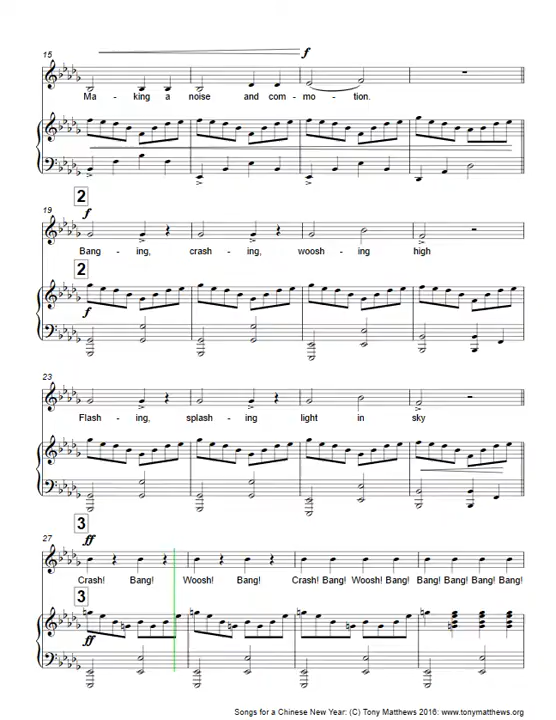 15
f
Ma - king a noise and com - mo - tion.
2
19
f
Bang - ing, crash - ing, woosh - ing high
2
f
23
Flash - ing, splash - ing light in sky
3
27
ff
Crash! Bang! Woosh! Bang! Crash! Bang! Woosh! Bang! Bang! Bang! Bang! Bang!
3
ff
Songs for a Chinese New Year: (C) Tony Matthews 2016: www.tonymatthews.org